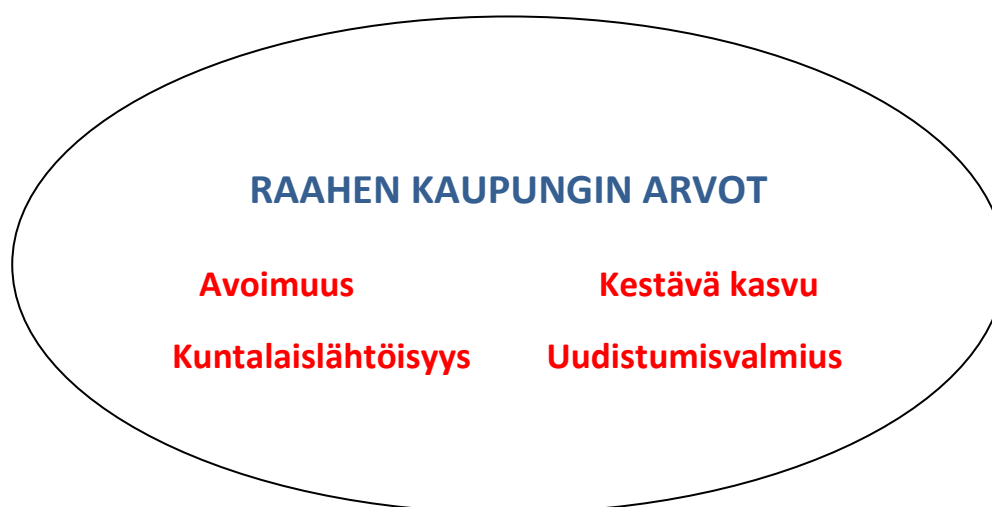 RAAHEN KAUPUNGIN ARVOT
Avoimuus Kestävä kasvu
Kuntalaislähtöisyys Uudistumisvalmius